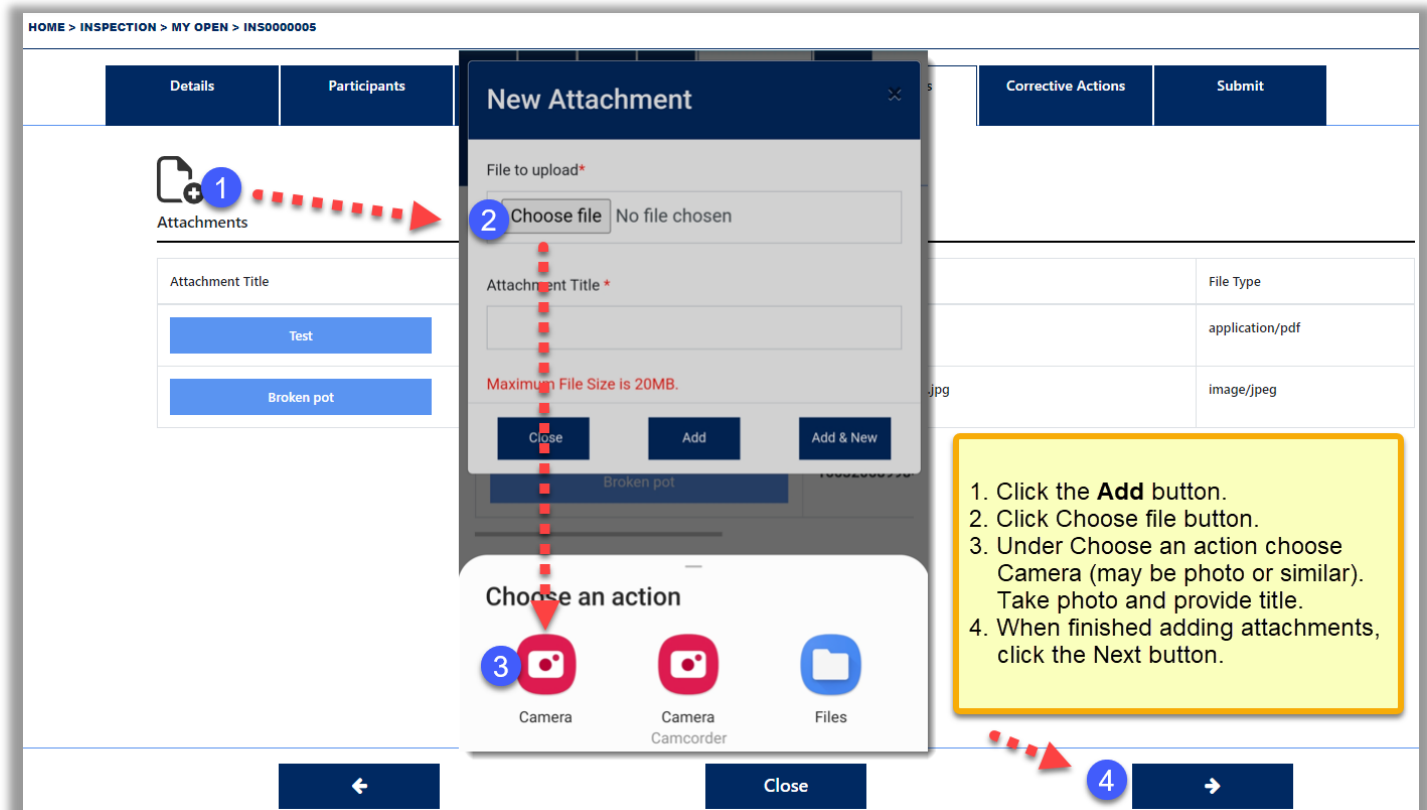 HOME > INSPECTION > MY OPEN > INS0000005
Details
Participants
s
Corrective Actions
Submit
New Attachment
×
1
Attachments
File to upload*
2
Choose file No file chosen
Attachment Title *
Maximum File Size is 20MB.
Close
Add
Add & New
Attachment Title
File Type
Test
application/pdf
Broken pot
.jpg
image/jpeg
Broken pot
Choose an action
3
Camera
Camera
Camcorder
Files
1. Click the Add button.
2. Click Choose file button.
3. Under Choose an action choose
Camera (may be photo or similar).
Take photo and provide title.
4. When finished adding attachments,
click the Next button.
Close
4